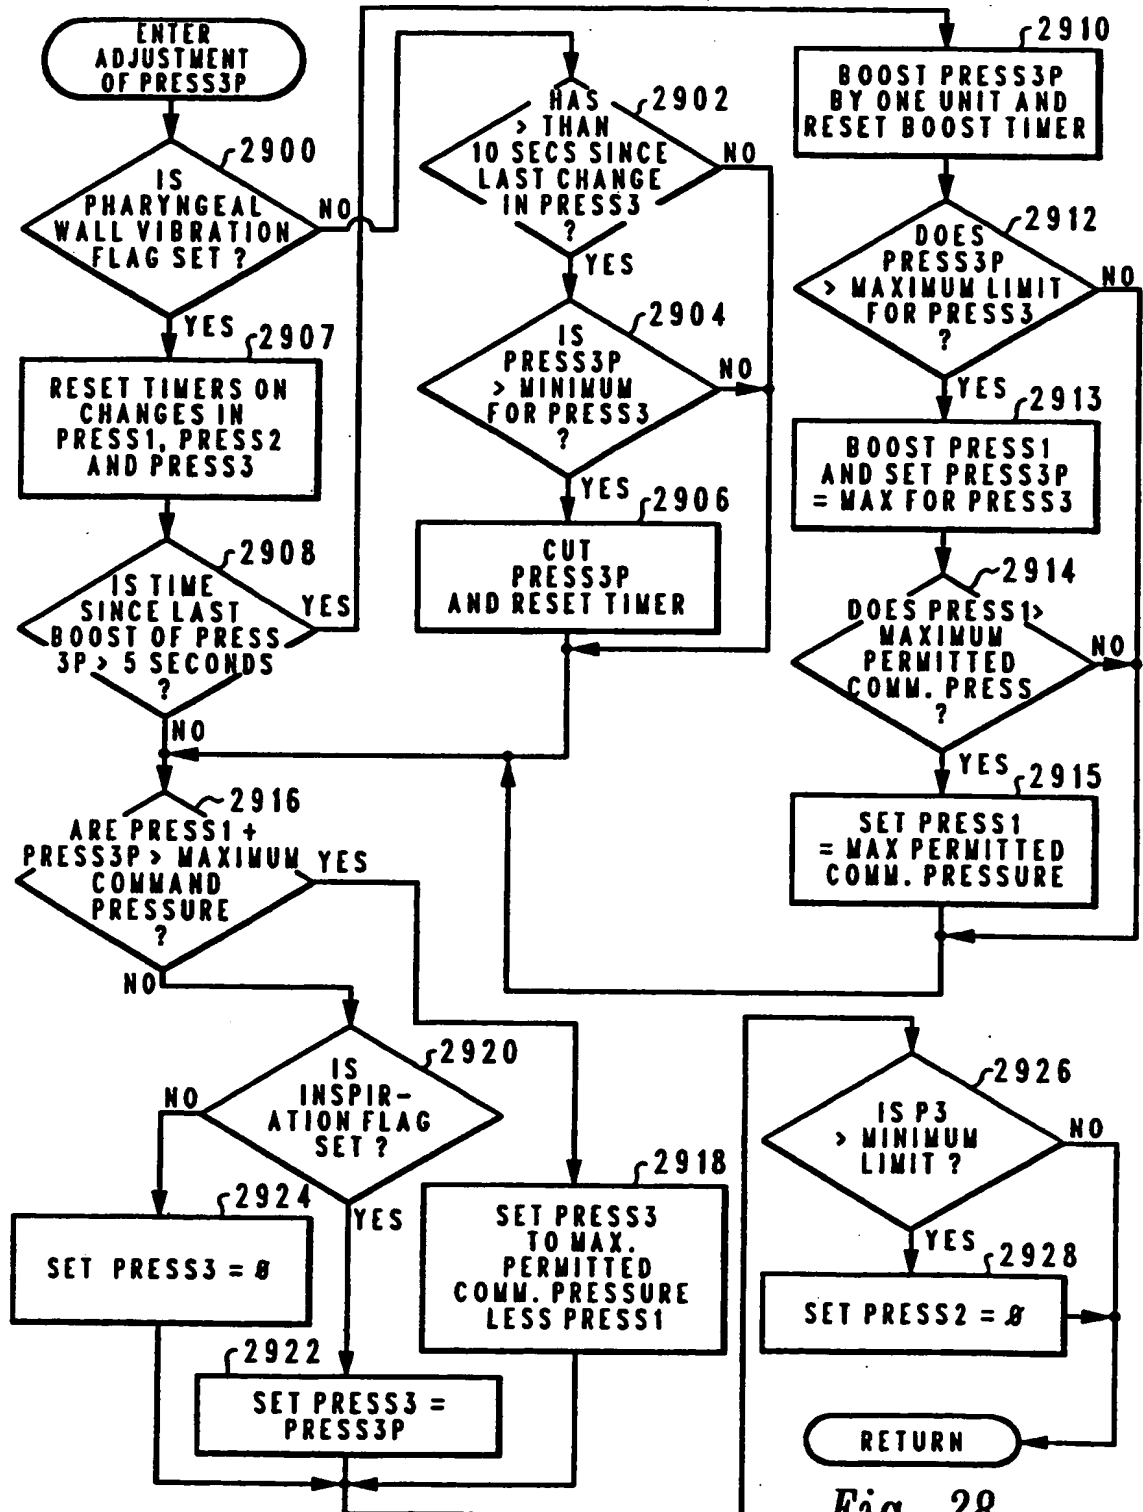 ENTER
ADJUSTMENT
OF PRESS3P
2900
IS
PHARYNGEAL
WALL VIBRATION
FLAG SET ?
NO
YES
2907
RESET TIMERS ON
CHANGES IN
PRESS1, PRESS2
AND PRESS3
2908
IS TIME
SINCE LAST
BOOST OF PRESS
3P > 5 SECONDS
?
YES
NO
2902
HAS
> THAN
10 SECS SINCE
LAST CHANGE
IN PRESS3
?
NO
YES
2904
IS
PRESS3P
> MINIMUM
FOR PRESS3
?
NO
YES
2906
CUT
PRESS3P
AND RESET TIMER
2910
BOOST PRESS3P
BY ONE UNIT AND
RESET BOOST TIMER
2912
DOES
PRESS3P
> MAXIMUM LIMIT
FOR PRESS3
?
NO
YES
2913
BOOST PRESS1
AND SET PRESS3P
= MAX FOR PRESS3
2914
DOES PRESS1>
MAXIMUM
PERMITTED
COMM. PRESS
?
NO
YES
2915
SET PRESS1
= MAX PERMITTED
COMM. PRESSURE
2916
ARE PRESS1 +
PRESS3P > MAXIMUM
COMMAND
PRESSURE
?
YES
NO
2920
IS
INSPIR-
ATION FLAG
SET ?
NO
YES
2924
SET PRESS3 = 0
2922
SET PRESS3 =
PRESS3P
2918
SET PRESS3
TO MAX.
PERMITTED
COMM. PRESSURE
LESS PRESS1
2926
IS P3
> MINIMUM
LIMIT ?
NO
YES
2928
SET PRESS2 = Ø
RETURN
Fig. 28